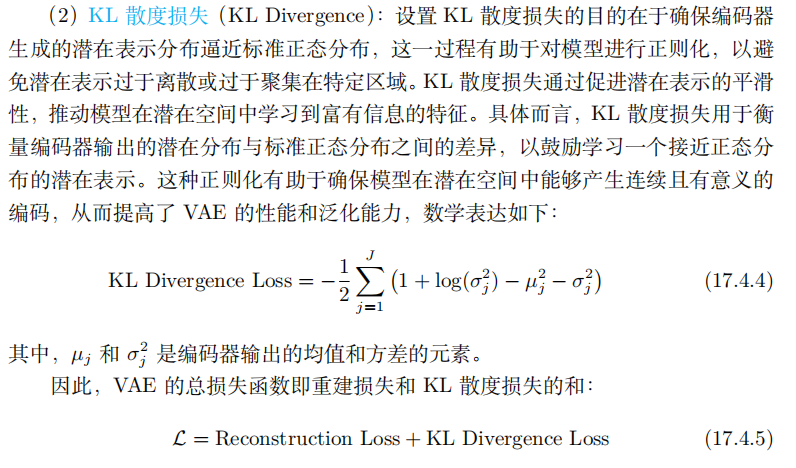 （2）KL 散度损失（KL Divergence）：设置 KL 散度损失的目的在于确保编码器
生成的潜在表示分布逼近标准正态分布，这一过程有助于对模型进行正则化，以避
免潜在表示过于离散或过于聚集在特定区域。KL 散度损失通过促进潜在表示的平滑
性，推动模型在潜在空间中学习到富有信息的特征。具体而言，KL 散度损失用于衡
量编码器输出的潜在分布与标准正态分布之间的差异，以鼓励学习一个接近正态分
布的潜在表示。这种正则化有助于确保模型在潜在空间中能够产生连续且有意义的
编码，从而提高了 VAE 的性能和泛化能力，数学表达如下：
$\text{KL Divergence Loss} = -\frac{1}{2}\sum_{j=1}^{J}\left(1 + \log(\sigma_j^2) - \mu_j^2 - \sigma_j^2\right)$ (17.4.4)
其中，$\mu_j$ 和 $\sigma_j^2$ 是编码器输出的均值和方差的元素。
因此，VAE 的总损失函数即重建损失和 KL 散度损失的和：
$\mathcal{L} = \text{Reconstruction Loss} + \text{KL Divergence Loss}$ (17.4.5)